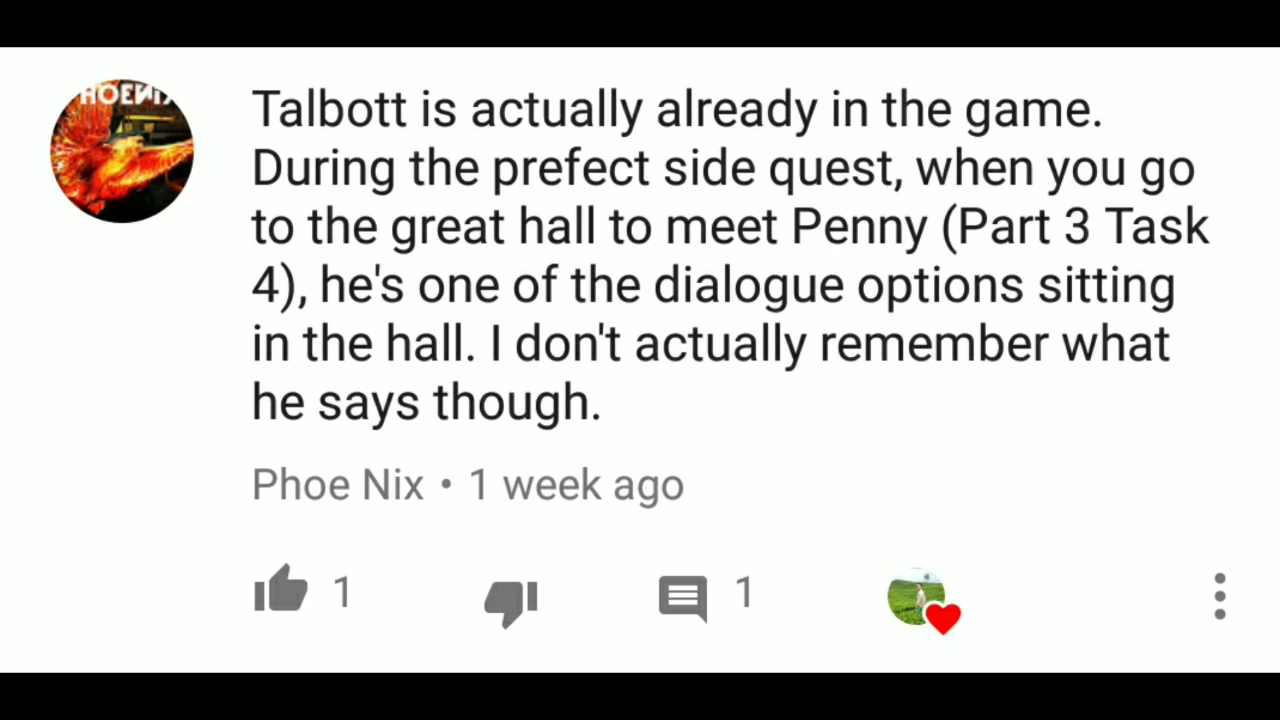 HOENIX
Talbott is actually already in the game.
During the prefect side quest, when you go
to the great hall to meet Penny (Part 3 Task
4), he's one of the dialogue options sitting
in the hall. I don't actually remember what
he says though.
Phoe Nix • 1 week ago
1
1